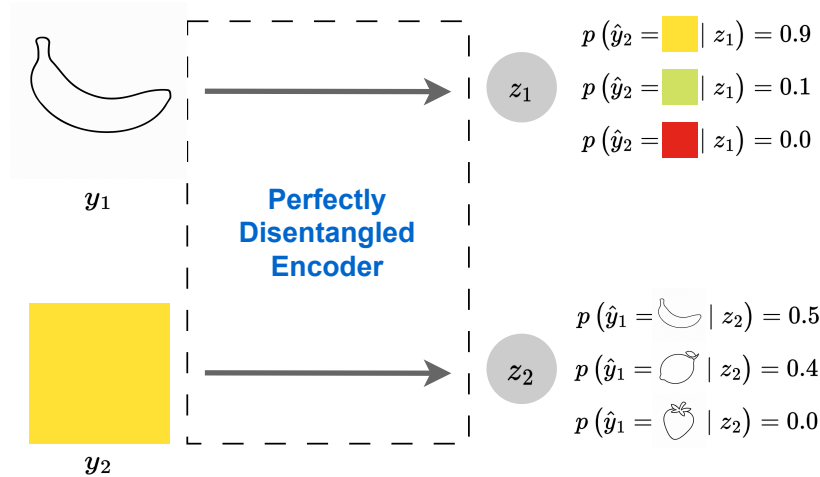 p (ŷ₂ = | z₁) = 0.9
z₁
p (ŷ₂ = | z₁) = 0.1
p (ŷ₂ = | z₁) = 0.0
y₁
Perfectly
Disentangled
Encoder
p (ŷ₁ = | z₂) = 0.5
z₂
p (ŷ₁ = | z₂) = 0.4
p (ŷ₁ = | z₂) = 0.0
y₂